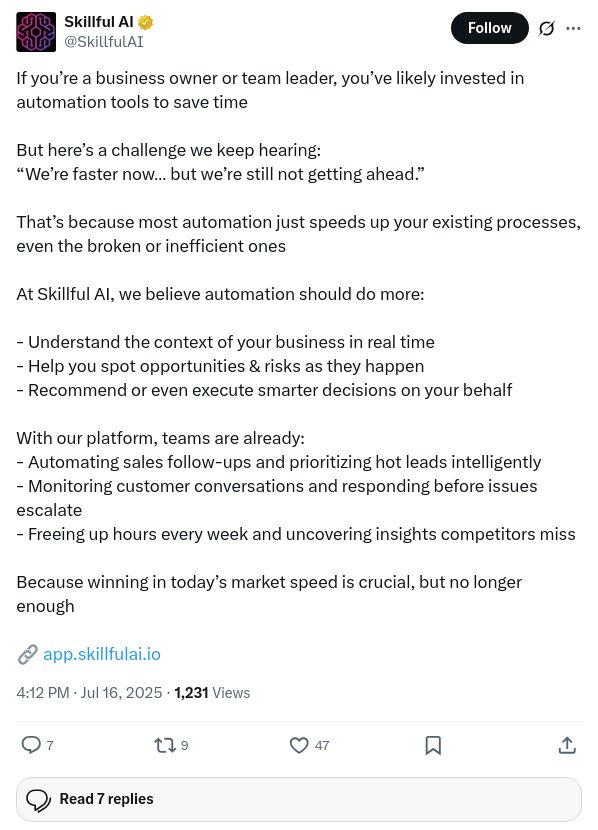 Skillful AI
@SkillfulAI
Follow
If you’re a business owner or team leader, you’ve likely invested in
automation tools to save time
But here’s a challenge we keep hearing:
“We’re faster now... but we’re still not getting ahead.”
That’s because most automation just speeds up your existing processes,
even the broken or inefficient ones
At Skillful AI, we believe automation should do more:
- Understand the context of your business in real time
- Help you spot opportunities & risks as they happen
- Recommend or even execute smarter decisions on your behalf
With our platform, teams are already:
- Automating sales follow-ups and prioritizing hot leads intelligently
- Monitoring customer conversations and responding before issues
escalate
- Freeing up hours every week and uncovering insights competitors miss
Because winning in today’s market speed is crucial, but no longer
enough
app.skillfulai.io
4:12 PM · Jul 16, 2025 · 1,231 Views
7 9 47
Read 7 replies